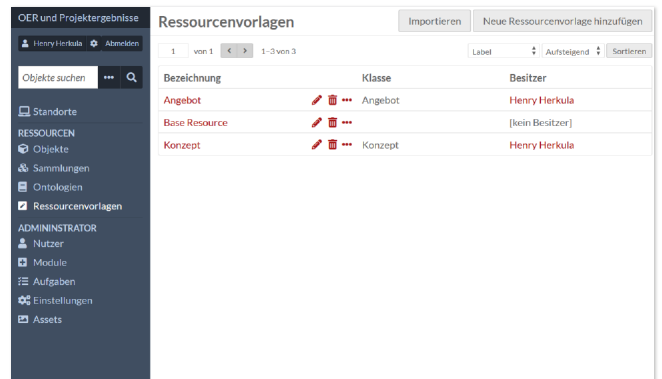 OER und Projektergebnisse
Henry Herkula Abmelden
Objekte suchen
Standorte
RESSOURCEN
Objekte
Sammlungen
Ontologien
Ressourcenvorlagen
ADMININSTRATOR
Nutzer
Module
Aufgaben
Einstellungen
Assets
Ressourcenvorlagen
Importieren
Neue Ressourcenvorlage hinzufügen
1 von 1 < > 1–3 von 3
Label Aufsteigend Sortieren
Bezeichnung Klasse Besitzer
Angebot Angebot Henry Herkula
Base Resource [kein Besitzer]
Konzept Konzept Henry Herkula